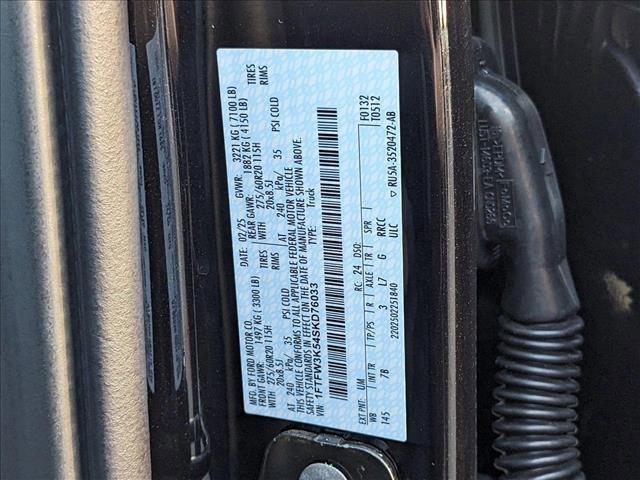 MFD. BY FORD MOTOR CO.
DATE: 02/25 GVWR: 3221 KG ( 7100 LB)
FRONT GAWR: 1497 KG ( 3300 LB) REAR GAWR: 1882 KG ( 4150 LB)
WITH 275/60R20 115H TIRES WITH 275/60R20 115H TIRES
20x8.5J RIMS 20x8.5J RIMS
AT 240 kPa/ 35 PSI COLD AT 240 kPa/ 35 PSI COLD
THIS VEHICLE CONFORMS TO ALL APPLICABLE FEDERAL MOTOR VEHICLE
SAFETY STANDARDS IN EFFECT ON THE DATE OF MANUFACTURE SHOWN ABOVE.
VIN: 1FTFW3K54SKD76033 TYPE: Truck
F0132
T0512
EXT PNT: UM RC: 24 DSO:
WB INT TR TP/PS R AXLE TR SPR
145 7B 3 L7 G RRCC
2202502251840 ULC
▽ RU5A-3520472-AB